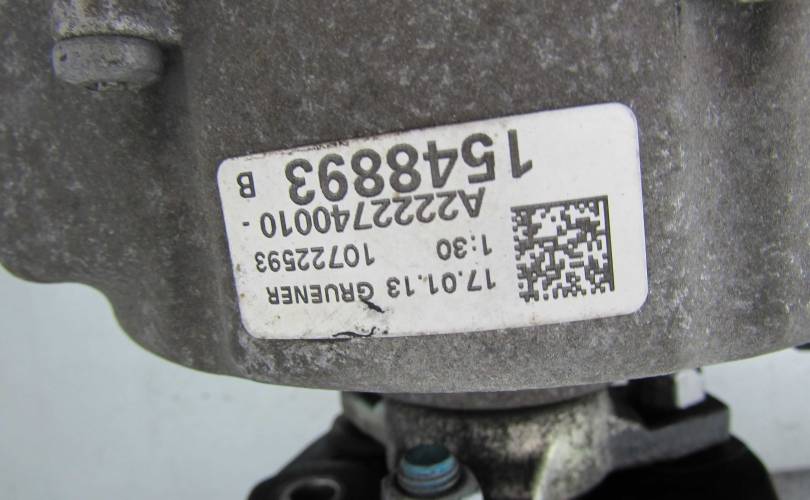 17.01.13 GRUENER
1:30 10722593
A2222740010-
1548893 B